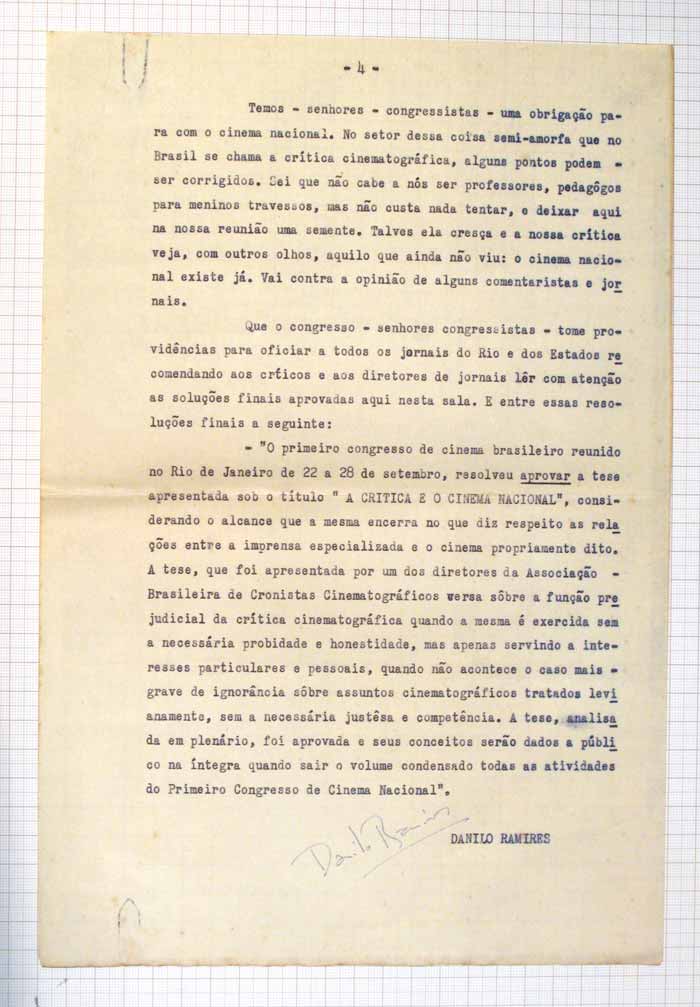 - 4 -
Temos - senhores - congressistas - uma obrigação pa-
ra com o cinema nacional. No setor dessa coisa semi-amorfa que no
Brasil se chama a crítica cinematográfica, alguns pontos podem -
ser corrigidos. Sei que não cabe a nós ser professores, pedagôgos
para meninos travessos, mas não custa nada tentar, e deixar aqui
na nossa reunião uma semente. Talves ela cresça e a nossa crítica
veja, com outros olhos, aquilo que ainda não viu: o cinema nacio-
nal existe já. Vai contra a opinião de alguns comentaristas e jor
nais.
Que o congresso - senhores congressistas - tome pro-
vidências para oficiar a todos os jornais do Rio e dos Estados re
comendando aos críicos e aos diretores de jornais lêr com atenção
as soluções finais aprovadas aqui nesta sala. E entre essas reso-
luções finais a seguinte:
- "O primeiro congresso de cinema brasileiro reunido
no Rio de Janeiro de 22 a 28 de setembro, resolveu aprovar a tese
apresentada sob o título " A CRITICA E O CINEMA NACIONAL", consi-
derando o alcance que a mesma encerra no que diz respeito as rela
ções entre a imprensa especializada e o cinema propriamente dito.
A tese, que foi apresentada por um dos diretores da Associação -
Brasileira de Cronistas Cinematográficos versa sôbre a função pre
judicial da crítica cinematográfica quando a mesma é exercida sem
a necessária probidade e honestidade, mas apenas servindo a inte-
resses particulares e pessoais, quando não acontece o caso mais -
grave de ignorância sôbre assuntos cinematográficos tratados levi
anamente, sem a necessária justêsa e competência. A tese, analisa
da em plenário, foi aprovada e seus conceitos serão dados a públi
co na íntegra quando sair o volume condensado todas as atividades
do Primeiro Congresso de Cinema Nacional".
Danilo Ramires
DANILO RAMIRES